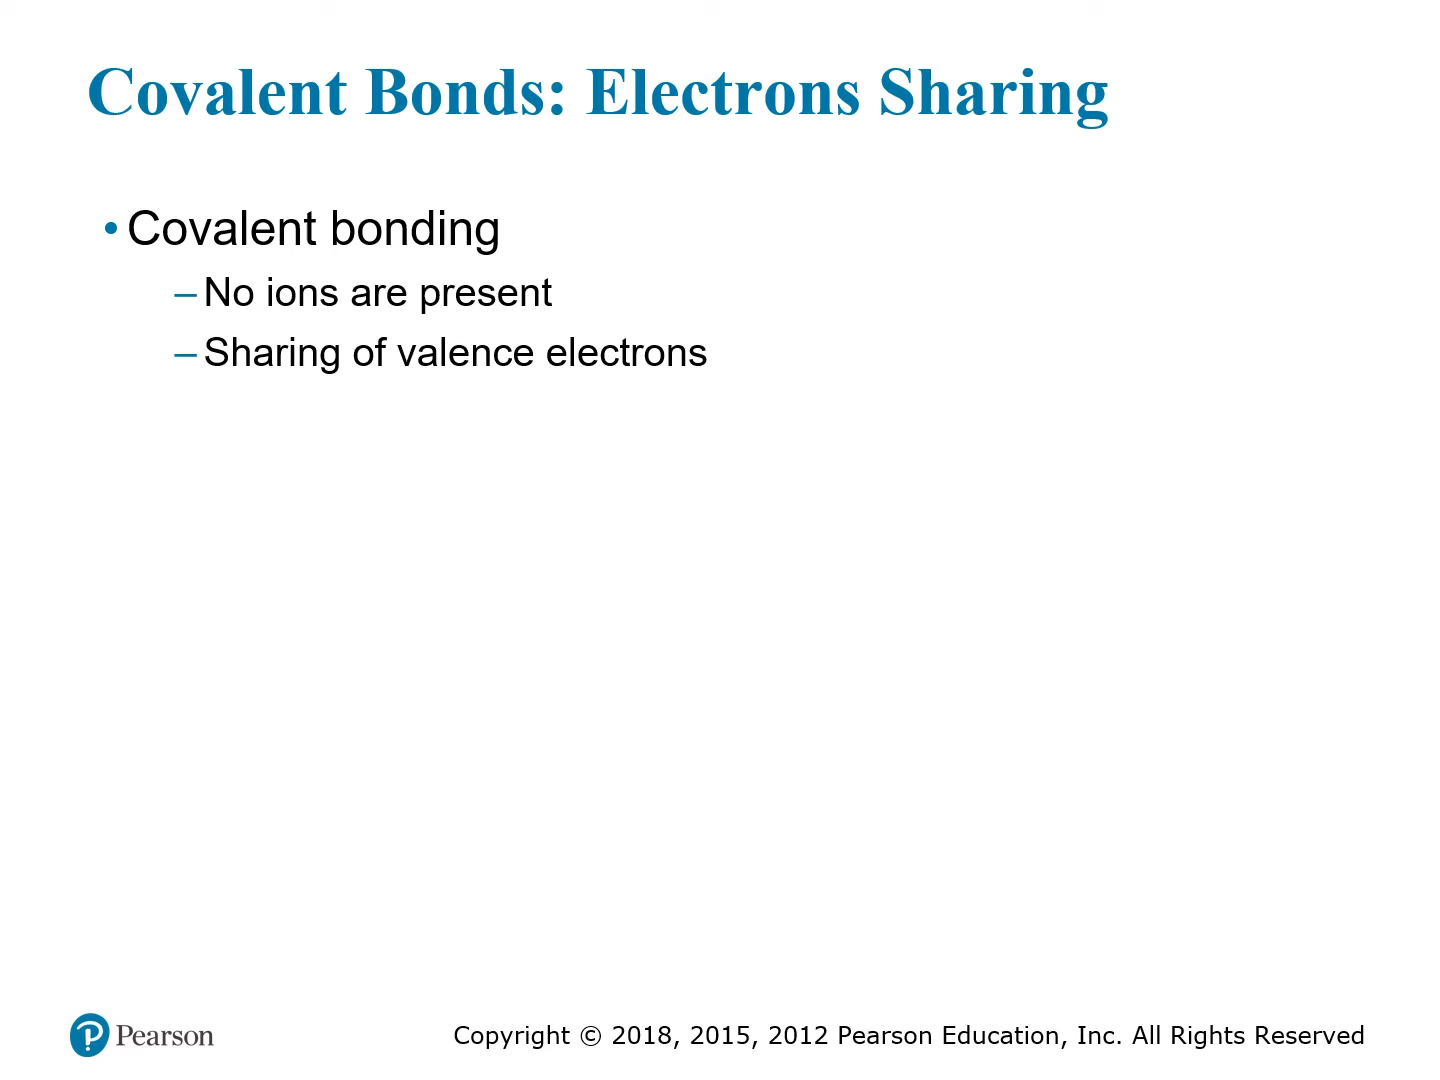 Covalent Bonds: Electrons Sharing
• Covalent bonding
– No ions are present
– Sharing of valence electrons
Pearson
Copyright © 2018, 2015, 2012 Pearson Education, Inc. All Rights Reserved